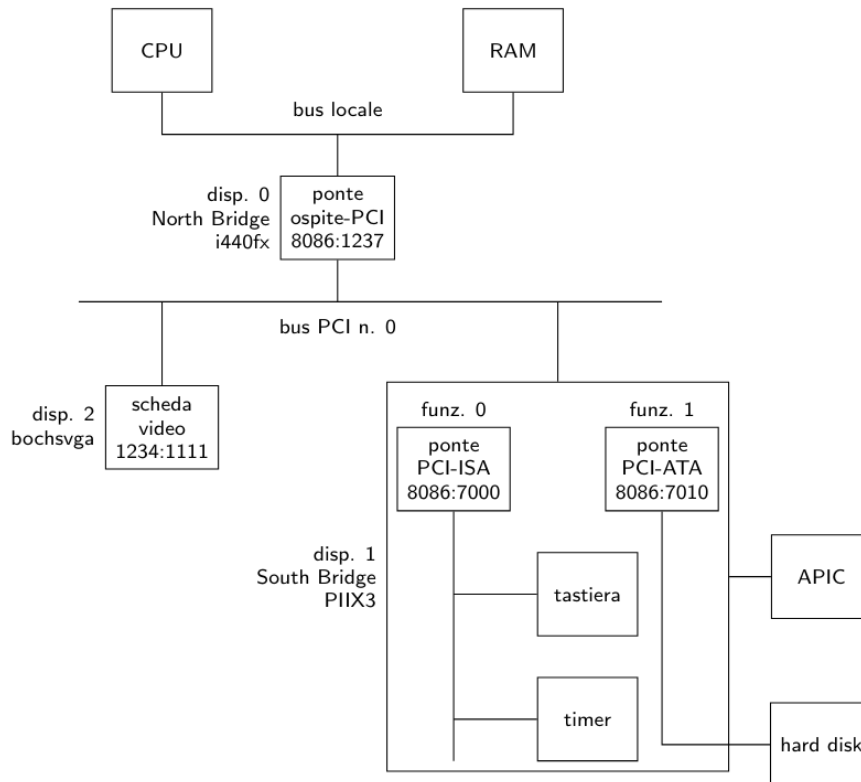 CPU
RAM
bus locale
disp. 0
North Bridge
i440fx
ponte
ospite-PCI
8086:1237
bus PCI n. 0
disp. 2
bochsvga
scheda
video
1234:1111
funz. 0
funz. 1
ponte
PCI-ISA
8086:7000
ponte
PCI-ATA
8086:7010
disp. 1
South Bridge
PIIX3
tastiera
APIC
timer
hard disk